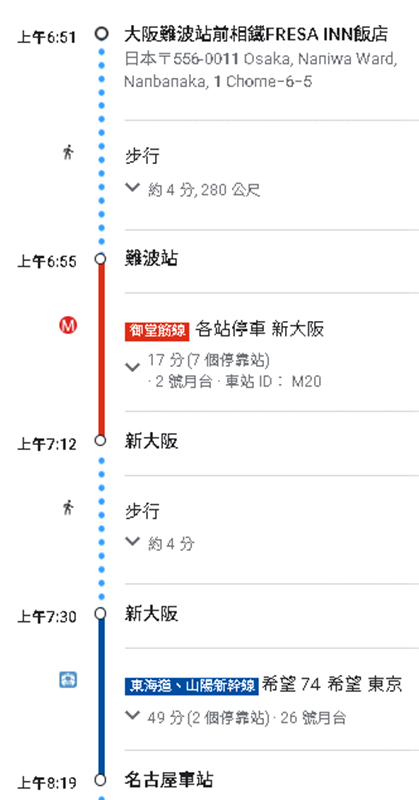 上午6:51 大阪難波站前相鐵FRESA INN飯店
日本〒556-0011 Osaka, Naniwa Ward,
Nanbanaka, 1 Chome-6-5
步行
約 4 分, 280 公尺
上午6:55 難波站
M 御堂筋線 各站停車 新大阪
17 分 (7 個停靠站)
· 2 號月台 · 車站 ID： M20
上午7:12 新大阪
步行
約 4 分
上午7:30 新大阪
東海道、山陽新幹線 希望 74 希望 東京
49 分 (2 個停靠站) · 26 號月台
上午8:19 名古屋車站